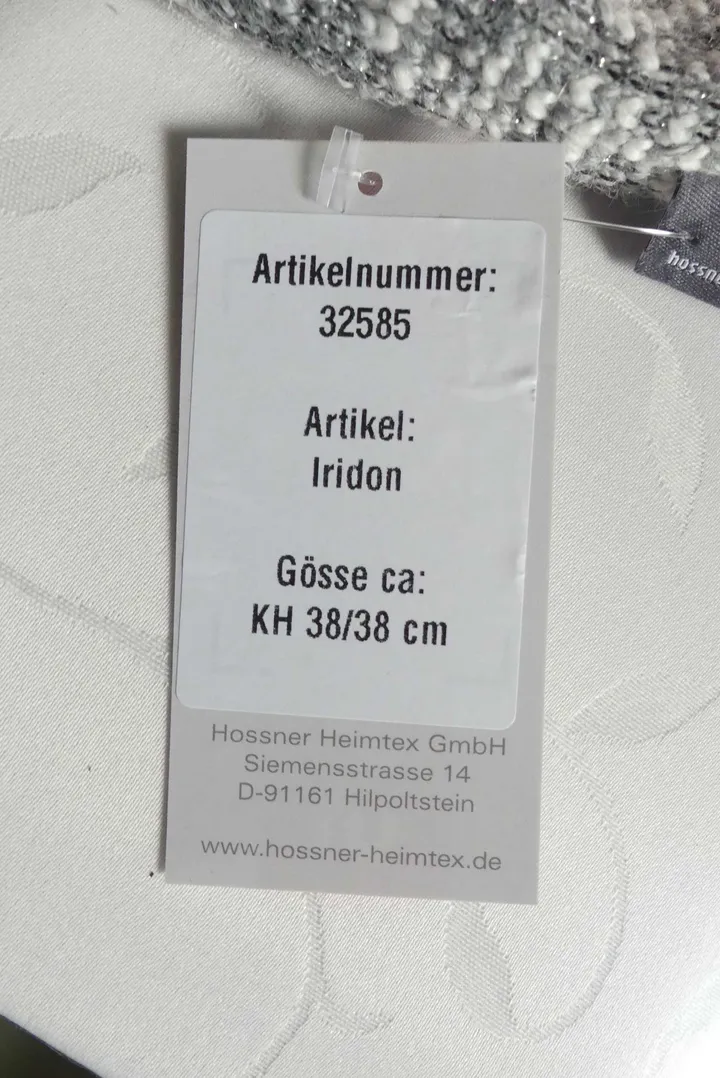 Artikelnummer:
32585
Artikel:
Iridon
Gösse ca:
KH 38/38 cm
Hossner Heimtex GmbH
Siemensstrasse 14
D-91161 Hilpoltstein
www.hossner-heimtex.de